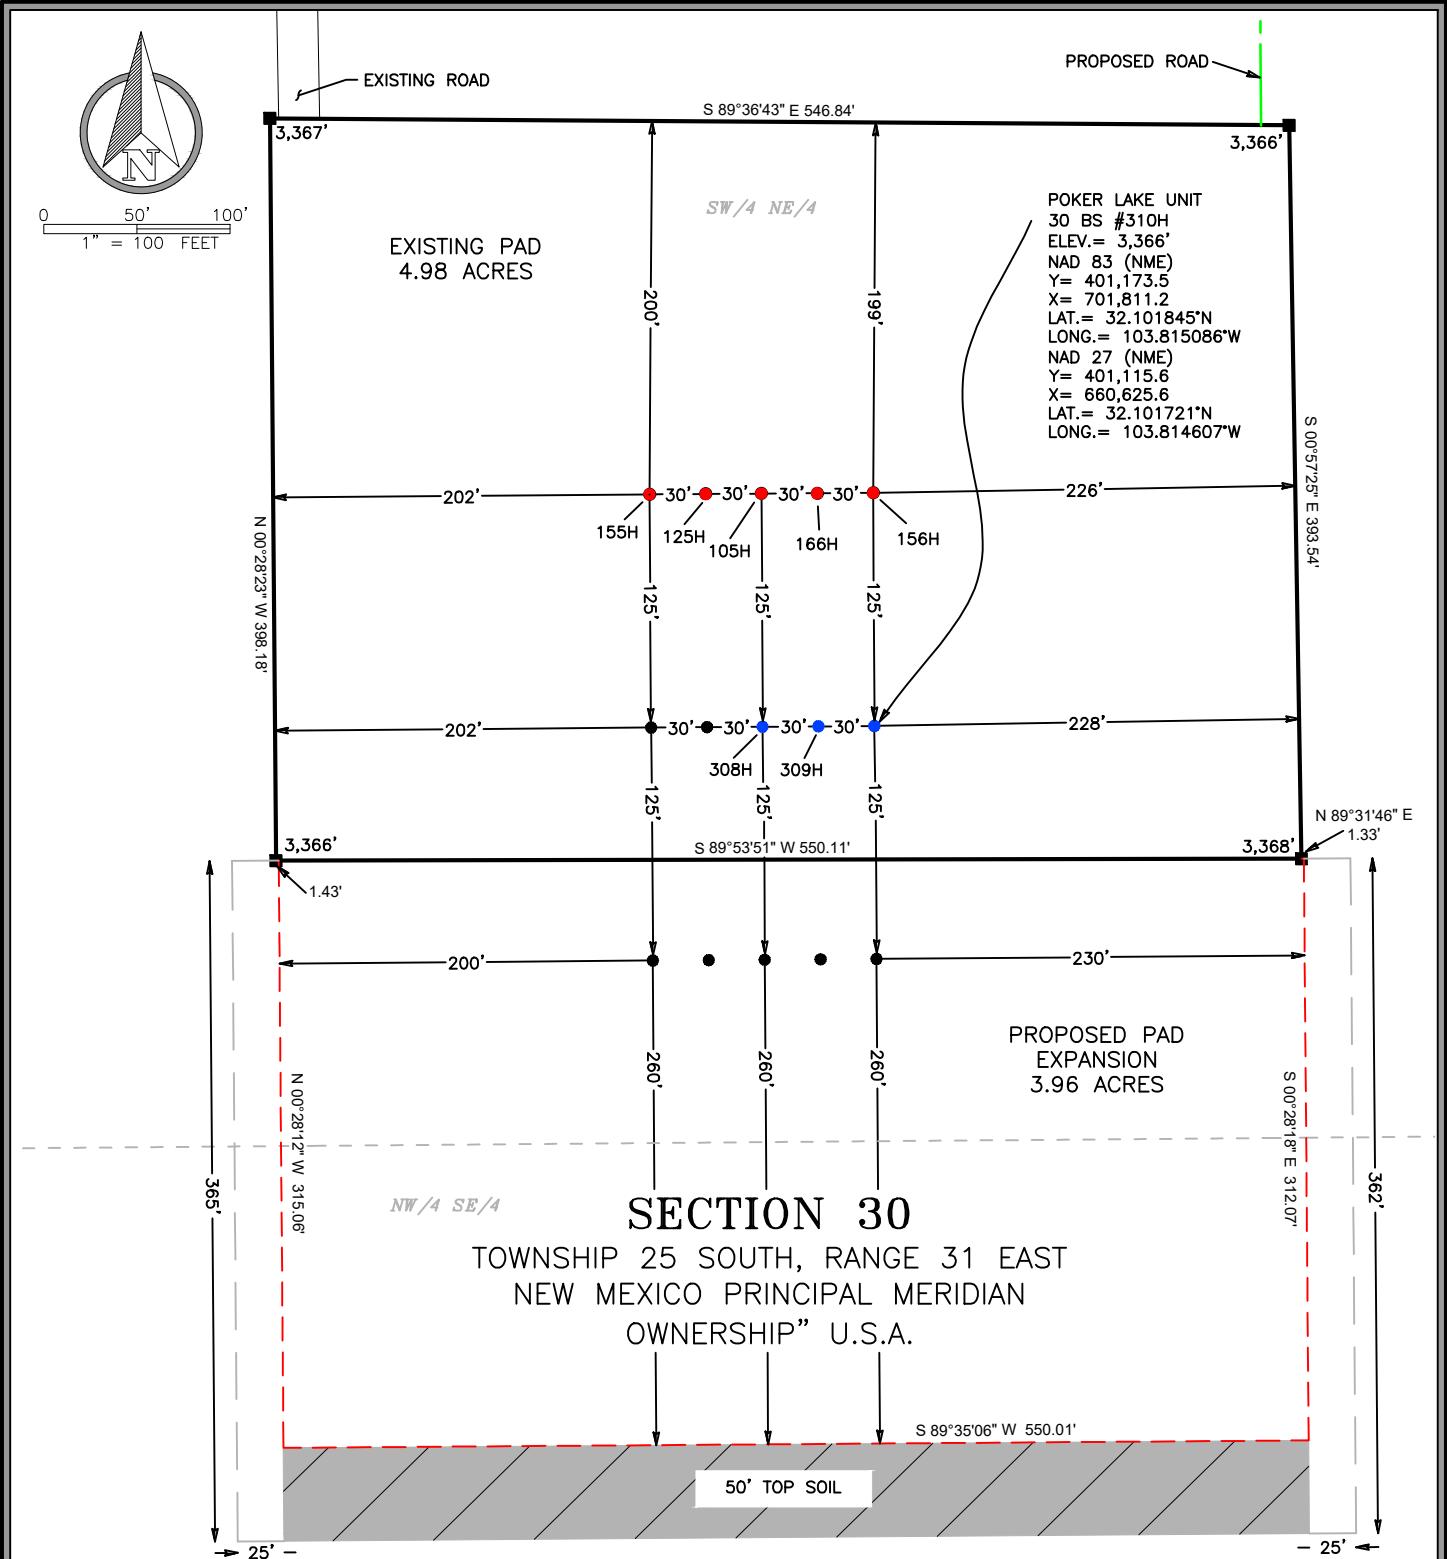 EXISTING ROAD
PROPOSED ROAD
S 89°36'43" E 546.84'
3,367'
3,366'
N
0 50' 100'
1" = 100 FEET
SW/4 NE/4
EXISTING PAD
4.98 ACRES
POKER LAKE UNIT
30 BS #310H
ELEV.= 3,366'
NAD 83 (NME)
Y= 401,173.5
X= 701,811.2
LAT.= 32.101845°N
LONG.= 103.815086°W
NAD 27 (NME)
Y= 401,115.6
X= 660,625.6
LAT.= 32.101721°N
LONG.= 103.814607°W
200'
199'
S 00°57'25" E 393.54'
202'
30'
30'
30'
30'
226'
155H
125H
105H
166H
156H
N 00°28'23" W 398.18'
125'
125'
125'
202'
30'
30'
30'
30'
228'
308H
309H
125'
125'
125'
N 89°31'46" E
1.33'
3,366'
S 89°53'51" W 550.11'
3,368'
1.43'
200'
230'
PROPOSED PAD
EXPANSION
3.96 ACRES
260'
260'
260'
N 00°28'12" W 315.06'
S 00°28'18" E 312.07'
365'
362'
NW/4 SE/4
SECTION 30
TOWNSHIP 25 SOUTH, RANGE 31 EAST
NEW MEXICO PRINCIPAL MERIDIAN
OWNERSHIP" U.S.A.
S 89°35'06" W 550.01'
50' TOP SOIL
25'
25'